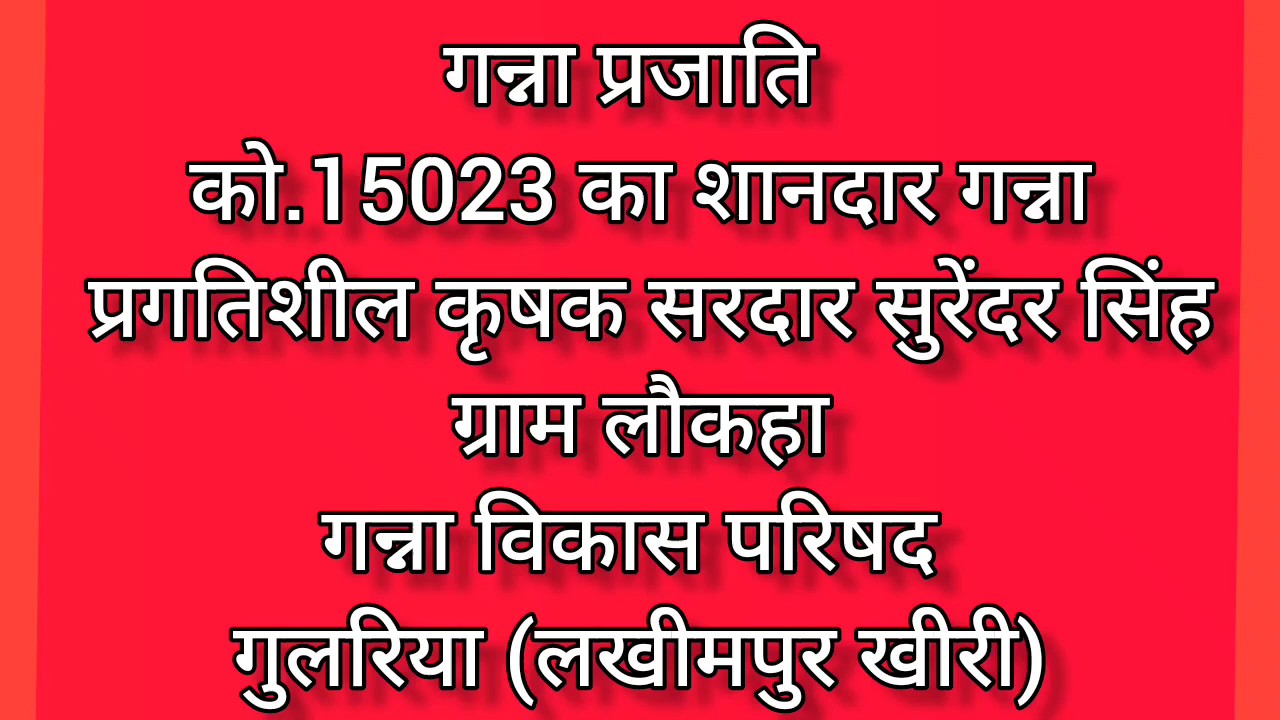 गन्ना प्रजाति
को.15023 का शानदार गन्ना
प्रगतिशील कृषक सरदार सुरेंदर सिंह
ग्राम लौकहा
गन्ना विकास परिषद
गुलरिया (लखीमपुर खीरी)